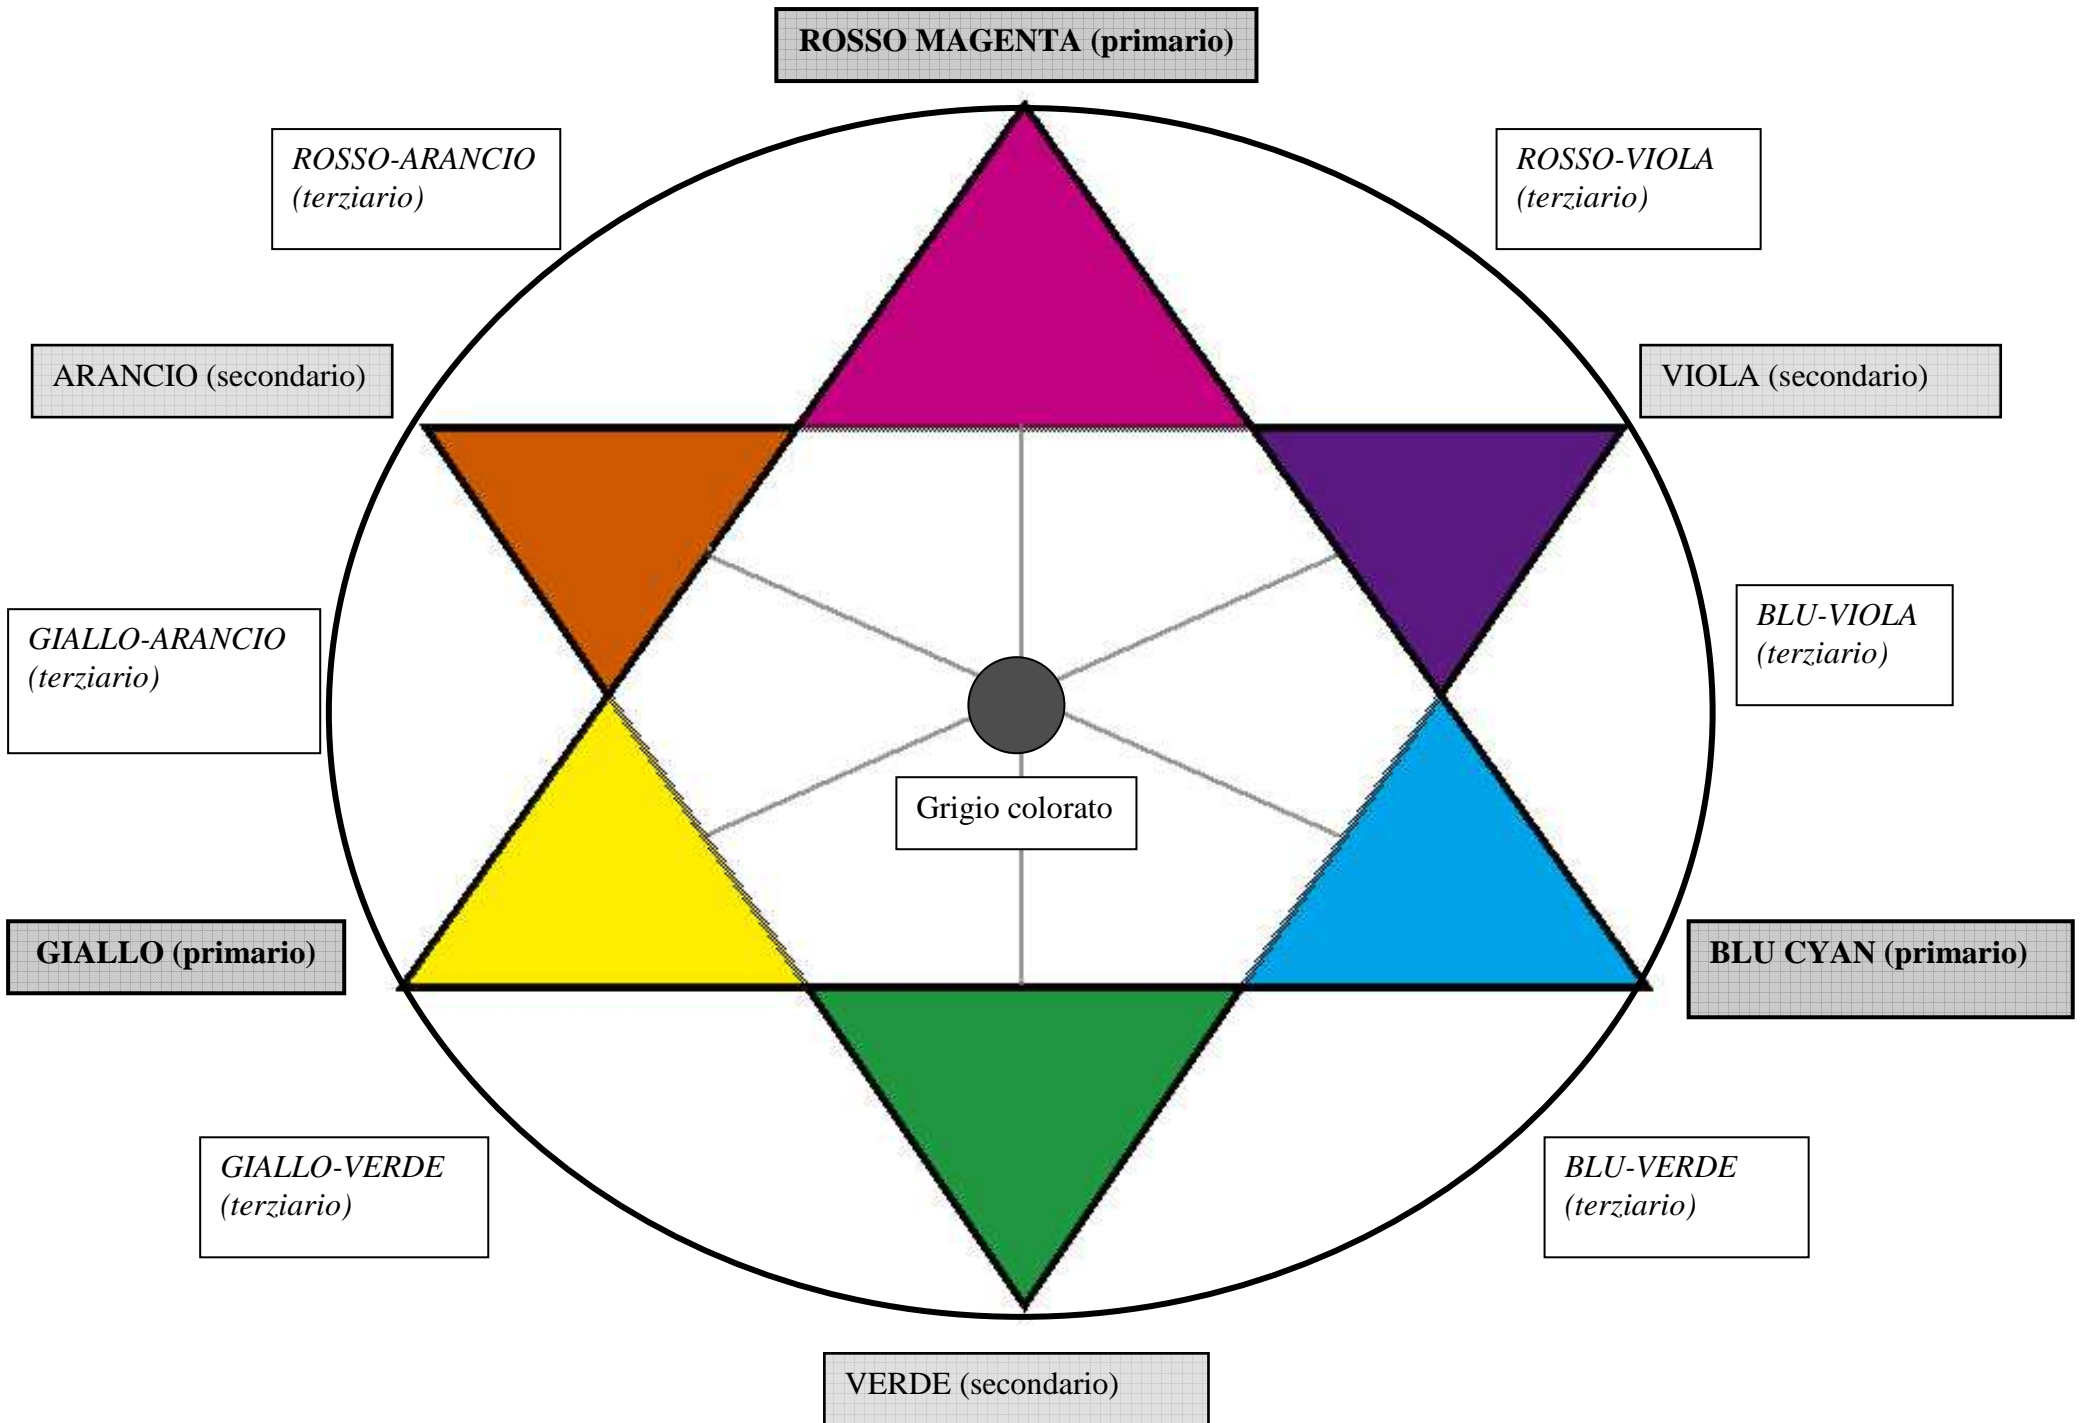 ROSSO MAGENTA (primario)
ROSSO-ARANCIO
(terziario)
ROSSO-VIOLA
(terziario)
ARANCIO (secondario)
VIOLA (secondario)
GIALLO-ARANCIO
(terziario)
BLU-VIOLA
(terziario)
Grigio colorato
GIALLO (primario)
BLU CYAN (primario)
GIALLO-VERDE
(terziario)
BLU-VERDE
(terziario)
VERDE (secondario)